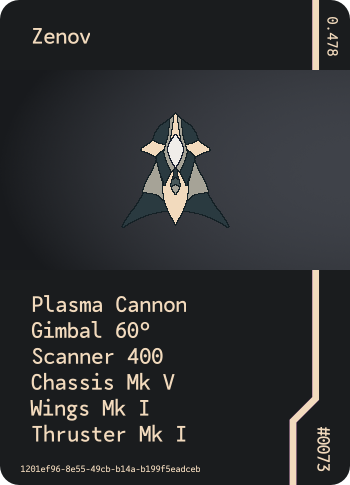 Zenov
0.478
Plasma Cannon
Gimbal 60°
Scanner 400
Chassis Mk V
Wings Mk I
Thruster Mk I
#0073
1201ef96-8e55-49cb-b14a-b199f5eadceb